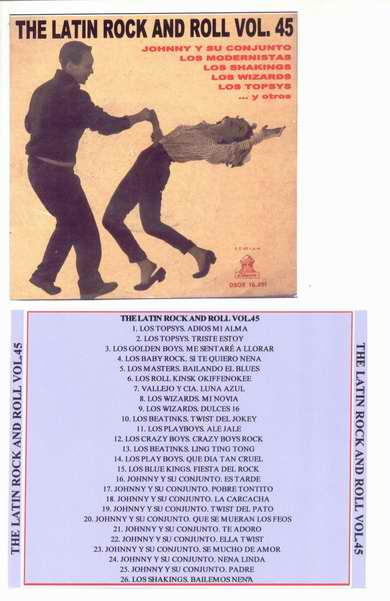 THE LATIN ROCK AND ROLL VOL. 45
JOHNNY Y SU CONJUNTO
LOS MODERNISTAS
LOS SHAKINGS
LOS WIZARDS
LOS TOPSYS
... y otros
DSOE 16.491
THE LATIN ROCK AND ROLL VOL.45
THE LATIN ROCK AND ROLL VOL.45
1. LOS TOPSYS. ADIOS MI ALMA
2. LOS TOPSYS. TRISTE ESTOY
3. LOS GOLDEN BOYS. ME SENTARÉ A LLORAR
4. LOS BABY ROCK. SI TE QUIERO NENA
5. LOS MASTERS. BAILANDO EL BLUES
6. LOS ROLL KINSK OKIFFENOKEE
7. VALLEJO Y CIA. LUNA AZUL
8. LOS WIZARDS. MI NOVIA
9. LOS WIZARDS. DULCES 16
10. LOS BEATINKS. TWIST DEL JOKEY
11. LOS PLAYBOYS. ALE JALE
12. LOS CRAZY BOYS. CRAZY BOYS ROCK
13. LOS BEATINKS. LING TING TONG
14. LOS PLAY BOYS. QUE DIA TAN CRUEL
15. LOS BLUE KINGS. FIESTA DEL ROCK
16. JOHNNY Y SU CONJUNTO. ES TARDE
17. JOHNNY Y SU CONJUNTO. POBRE TONTITO
18. JOHNNY Y SU CONJUNTO. LA CARCACHA
19. JOHNNY Y SU CONJUNTO. TWIST DEL PATO
20. JOHNNY Y SU CONJUNTO. QUE SE MUERAN LOS FEOS
21. JOHNNY Y SU CONJUNTO. TE ADORO
22. JOHNNY Y SU CONJUNTO. ELLA TWIST
23. JOHNNY Y SU CONJUNTO. SE MUCHO DE AMOR
24. JOHNNY Y SU CONJUNTO. NENA LINDA
25. JOHNNY Y SU CONJUNTO. PADRE
26. LOS SHAKINGS. BAILEMOS NENA
THE LATIN ROCK AND ROLL VOL.45